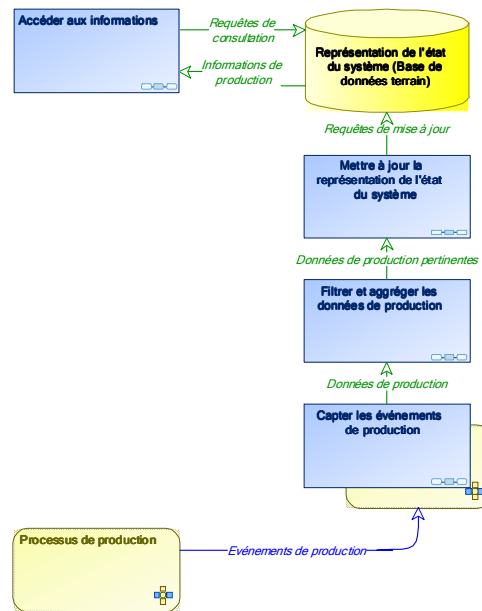 Accéder aux informations
Requêtes de
consultation
Informations de
production
Représentation de l'état
du système (Base de
données terrain)
Requêtes de mise à jour
Mettre à jour la
représentation de l'état
du système
Données de production pertinentes
Filtrer et aggréger les
données de production
Données de production
Capter les événements
de production
Processus de production
Evénements de production